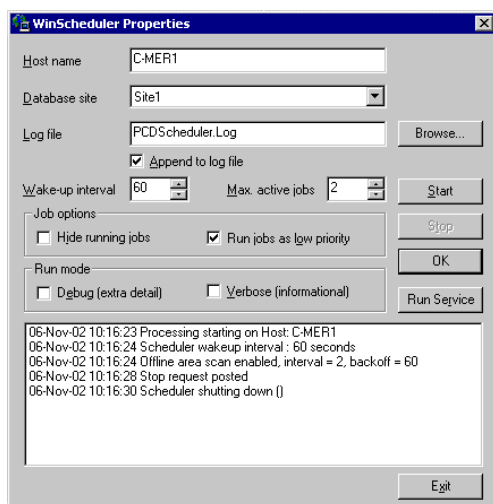 WinScheduler Properties
Host name C-MER1
Database site Site1
Log file PCDScheduler.Log Browse...
Append to log file
Wake-up interval 60 Max. active jobs 2 Start
Job options
Hide running jobs Run jobs as low priority Stop
OK
Run mode
Debug (extra detail) Verbose (informational) Run Service
06-Nov-02 10:16:23 Processing starting on Host: C-MER1
06-Nov-02 10:16:24 Scheduler wakeup interval : 60 seconds
06-Nov-02 10:16:24 Offline area scan enabled, interval = 2, backoff = 60
06-Nov-02 10:16:28 Stop request posted
06-Nov-02 10:16:30 Scheduler shutting down ()
Exit